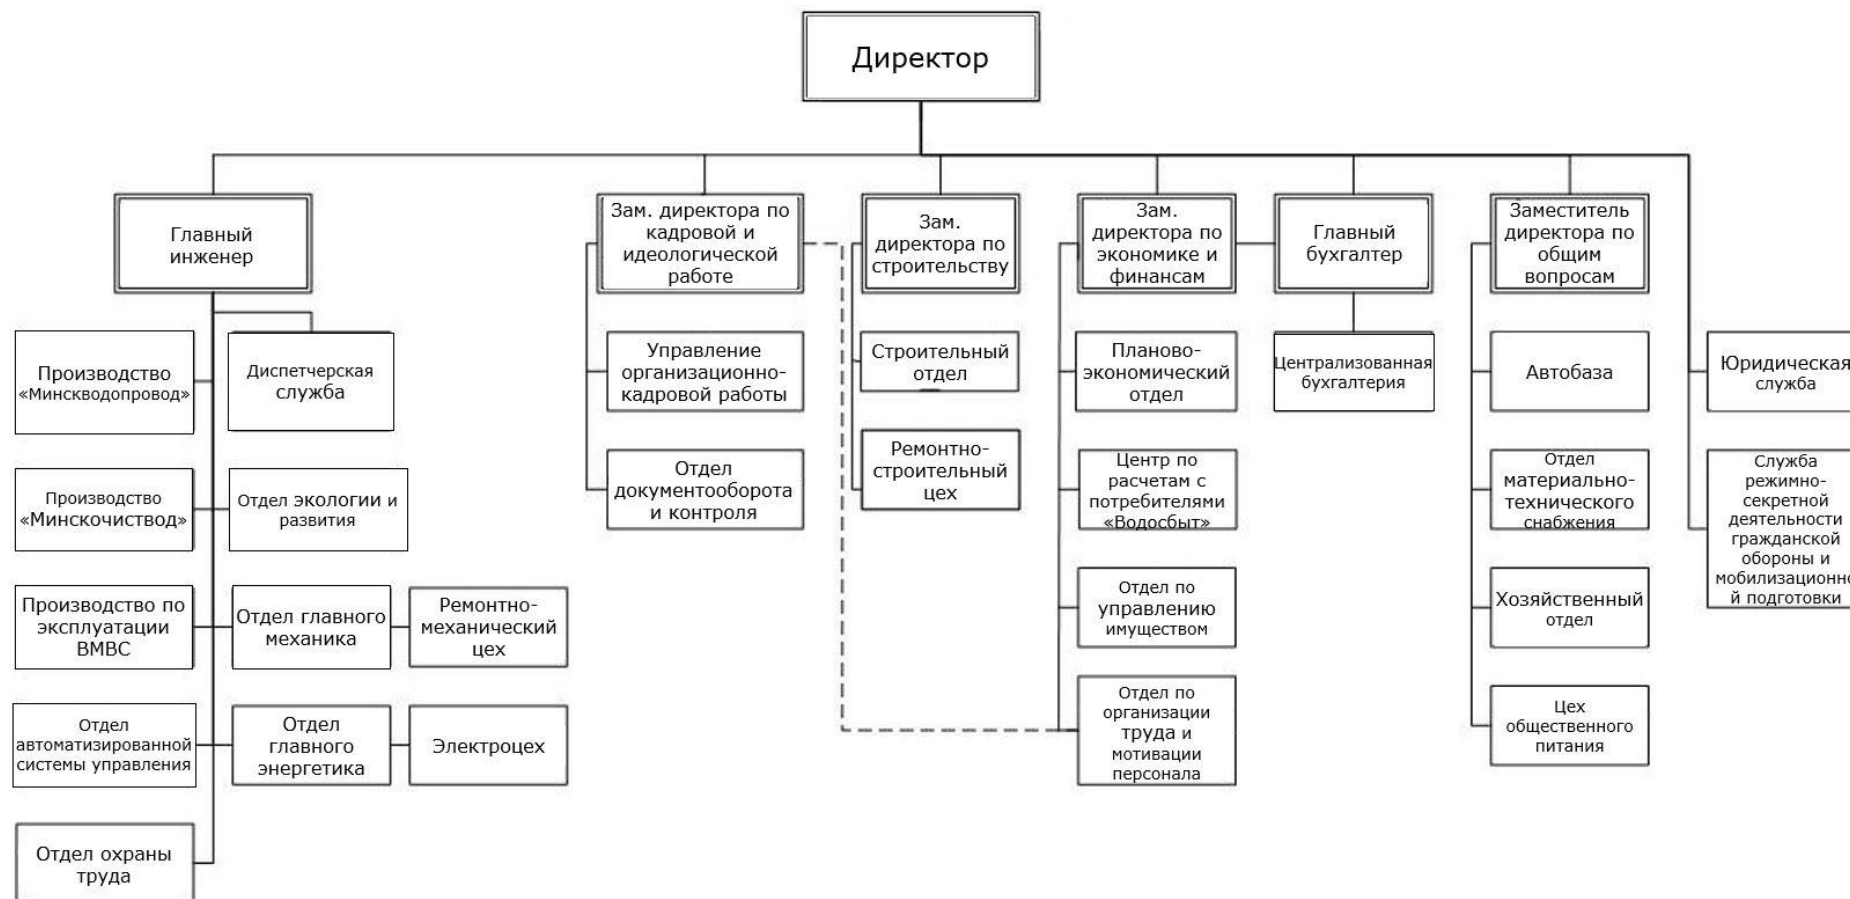 Директор
Главный
инженер
Зам. директора по
кадровой и
идеологической
работе
Зам.
директора по
строительству
Зам.
директора по
экономике и
финансам
Главный
бухгалтер
Заместитель
директора по
общим
вопросам
Производство
«Минскводопровод»
Диспетчерская
служба
Управление
организационно-
кадровой работы
Строительный
отдел
Планово-
экономический
отдел
Централизованная
бухгалтерия
Автобаза
Юридическая
служба
Производство
«Минскочиствод»
Отдел экологии и
развития
Отдел
документооборота
и контроля
Ремонтно-
строительный
цех
Центр по
расчетам с
потребителями
«Водосбыт»
Отдел
материально-
технического
снабжения
Служба
режимно-
секретной
деятельности
гражданской
обороны и
мобилизационно
й подготовки
Производство по
эксплуатации
ВМВС
Отдел главного
механика
Ремонтно-
механический
цех
Отдел по
управлению
имуществом
Хозяйственный
отдел
Отдел
автоматизированной
системы управления
Отдел
главного
энергетика
Электроцех
Отдел по
организации
труда и
мотивации
персонала
Цех
общественного
питания
Отдел охраны
труда